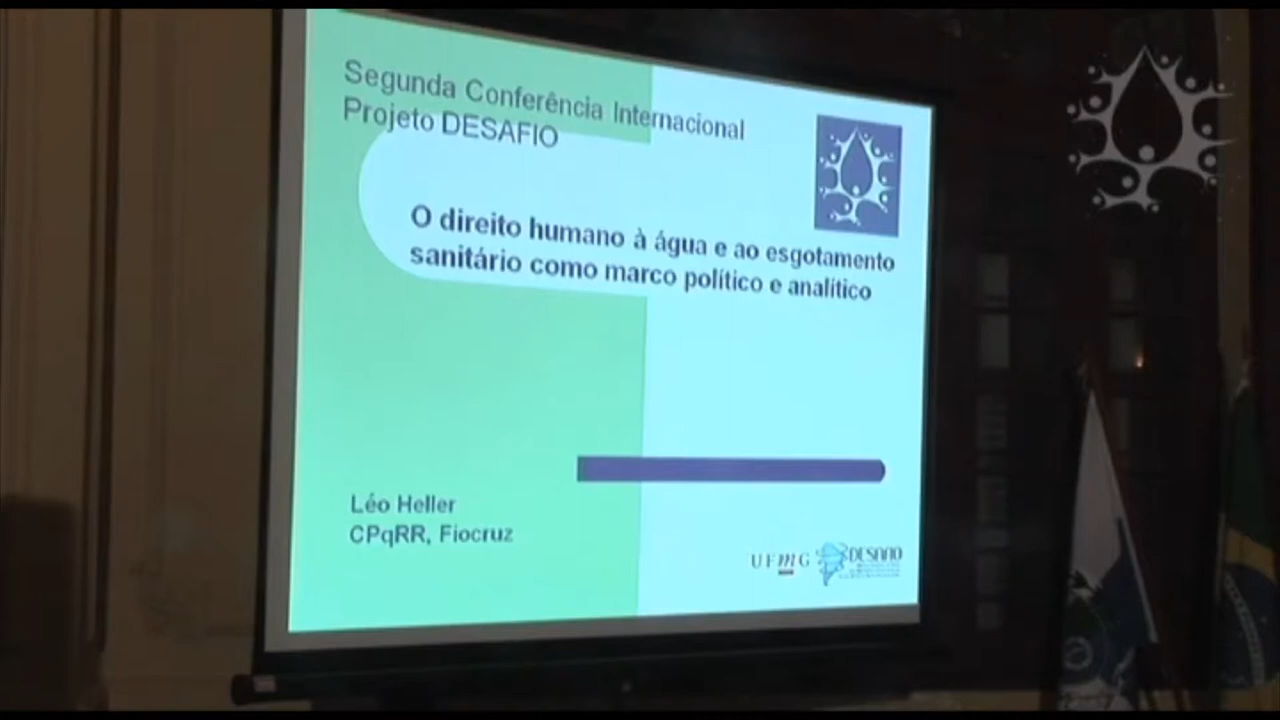 Segunda Conferência Internacional
Projeto DESAFIO
O direito humano à água e ao esgotamento
sanitário como marco político e analítico
Léo Heller
CPqRR, Fiocruz
UFmG DESAFIO